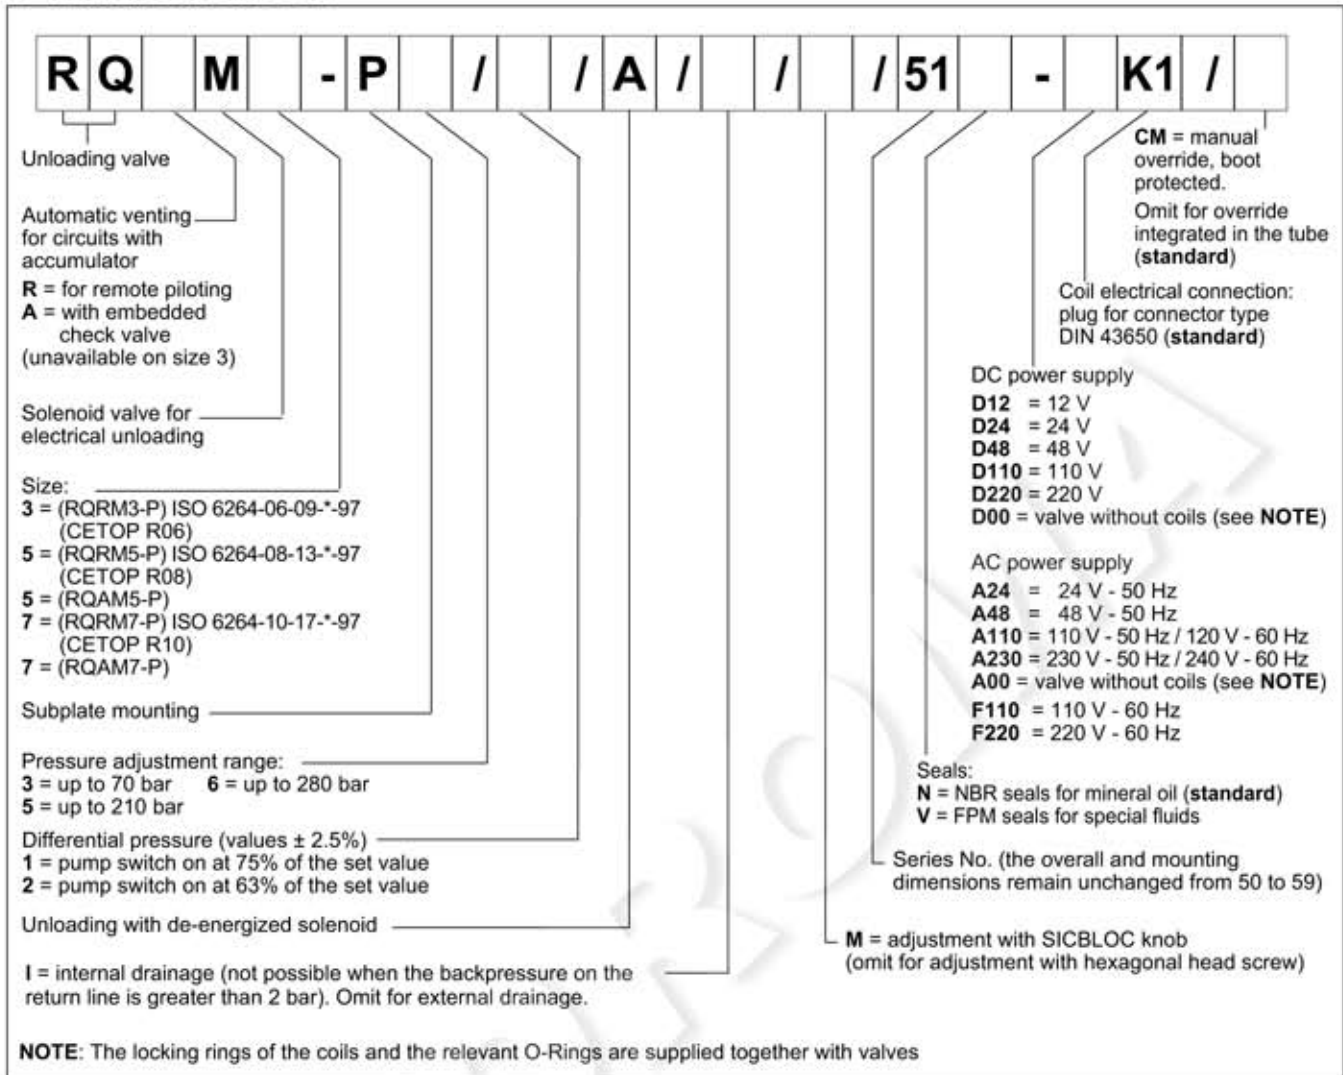 R Q M - P / / A / / / 51 - K1 /
Unloading valve
Automatic venting
for circuits with
accumulator
R = for remote piloting
A = with embedded
check valve
(unavailable on size 3)
Solenoid valve for
electrical unloading
Size:
3 = (RQRM3-P) ISO 6264-06-09-*-97
(CETOP R06)
5 = (RQRM5-P) ISO 6264-08-13-*-97
(CETOP R08)
5 = (RQAM5-P)
7 = (RQRM7-P) ISO 6264-10-17-*-97
(CETOP R10)
7 = (RQAM7-P)
Subplate mounting
Pressure adjustment range:
3 = up to 70 bar 6 = up to 280 bar
5 = up to 210 bar
Differential pressure (values ± 2.5%)
1 = pump switch on at 75% of the set value
2 = pump switch on at 63% of the set value
Unloading with de-energized solenoid
I = internal drainage (not possible when the backpressure on the
return line is greater than 2 bar). Omit for external drainage.
CM = manual
override, boot
protected.
Omit for override
integrated in the tube
(standard)
Coil electrical connection:
plug for connector type
DIN 43650 (standard)
DC power supply
D12 = 12 V
D24 = 24 V
D48 = 48 V
D110 = 110 V
D220 = 220 V
D00 = valve without coils (see NOTE)
AC power supply
A24 = 24 V - 50 Hz
A48 = 48 V - 50 Hz
A110 = 110 V - 50 Hz / 120 V - 60 Hz
A230 = 230 V - 50 Hz / 240 V - 60 Hz
A00 = valve without coils (see NOTE)
F110 = 110 V - 60 Hz
F220 = 220 V - 60 Hz
Seals:
N = NBR seals for mineral oil (standard)
V = FPM seals for special fluids
Series No. (the overall and mounting
dimensions remain unchanged from 50 to 59)
M = adjustment with SICBLOC knob
(omit for adjustment with hexagonal head screw)
NOTE: The locking rings of the coils and the relevant O-Rings are supplied together with valves